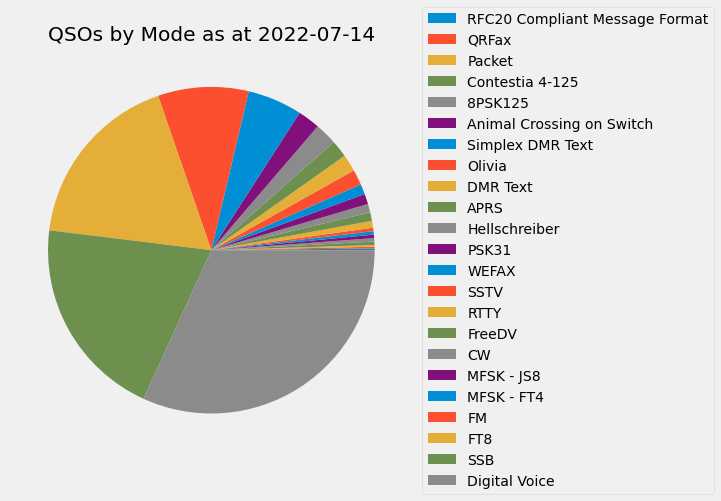 QSOs by Mode as at 2022-07-14
RFC20 Compliant Message Format
QRFax
Packet
Contestia 4-125
8PSK125
Animal Crossing on Switch
Simplex DMR Text
Olivia
DMR Text
APRS
Hellschreiber
PSK31
WEFAX
SSTV
RTTY
FreeDV
CW
MFSK - JS8
MFSK - FT4
FM
FT8
SSB
Digital Voice